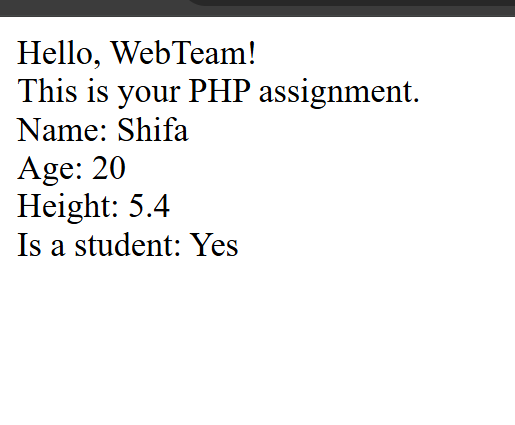 Hello, WebTeam!
This is your PHP assignment.
Name: Shifa
Age: 20
Height: 5.4
Is a student: Yes